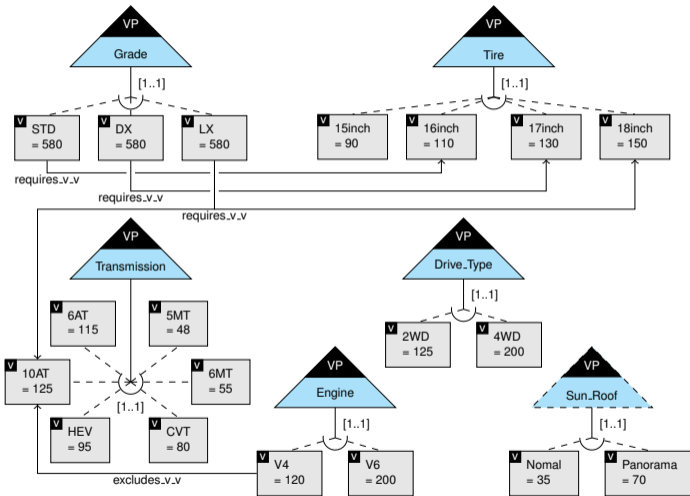 VP
Grade
[1..1]
V
STD
= 580
V
DX
= 580
V
LX
= 580
VP
Tire
[1..1]
V
15inch
= 90
V
16inch
= 110
V
17inch
= 130
V
18inch
= 150
requires_v_v
requires_v_v
requires_v_v
VP
Transmission
V
6AT
= 115
V
5MT
= 48
V
10AT
= 125
V
6MT
= 55
[1..1]
V
HEV
= 95
V
CVT
= 80
excludes_v_v
VP
Drive_Type
[1..1]
V
2WD
= 125
V
4WD
= 200
VP
Engine
[1..1]
V
V4
= 120
V
V6
= 200
VP
Sun_Roof
[1..1]
V
Nomal
= 35
V
Panorama
= 70